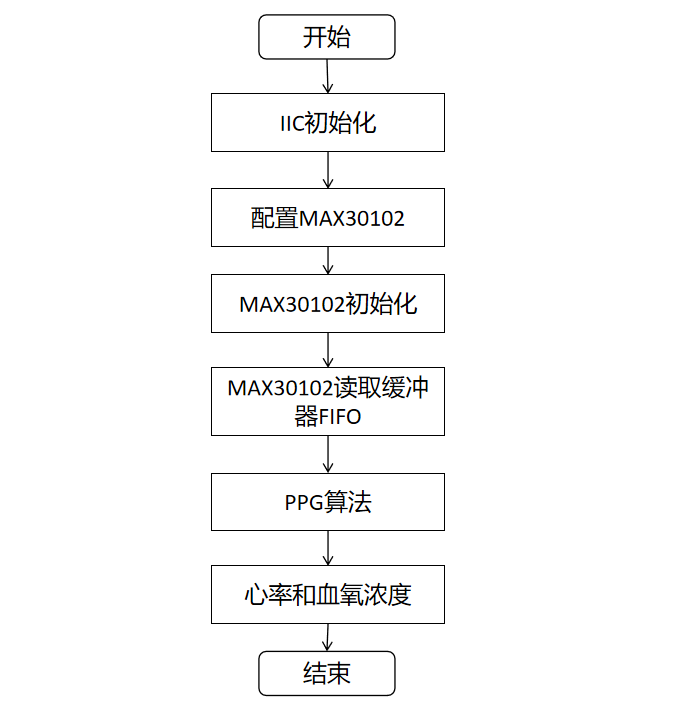 开始
IIC初始化
配置MAX30102
MAX30102初始化
MAX30102读取缓冲
器FIFO
PPG算法
心率和血氧浓度
结束